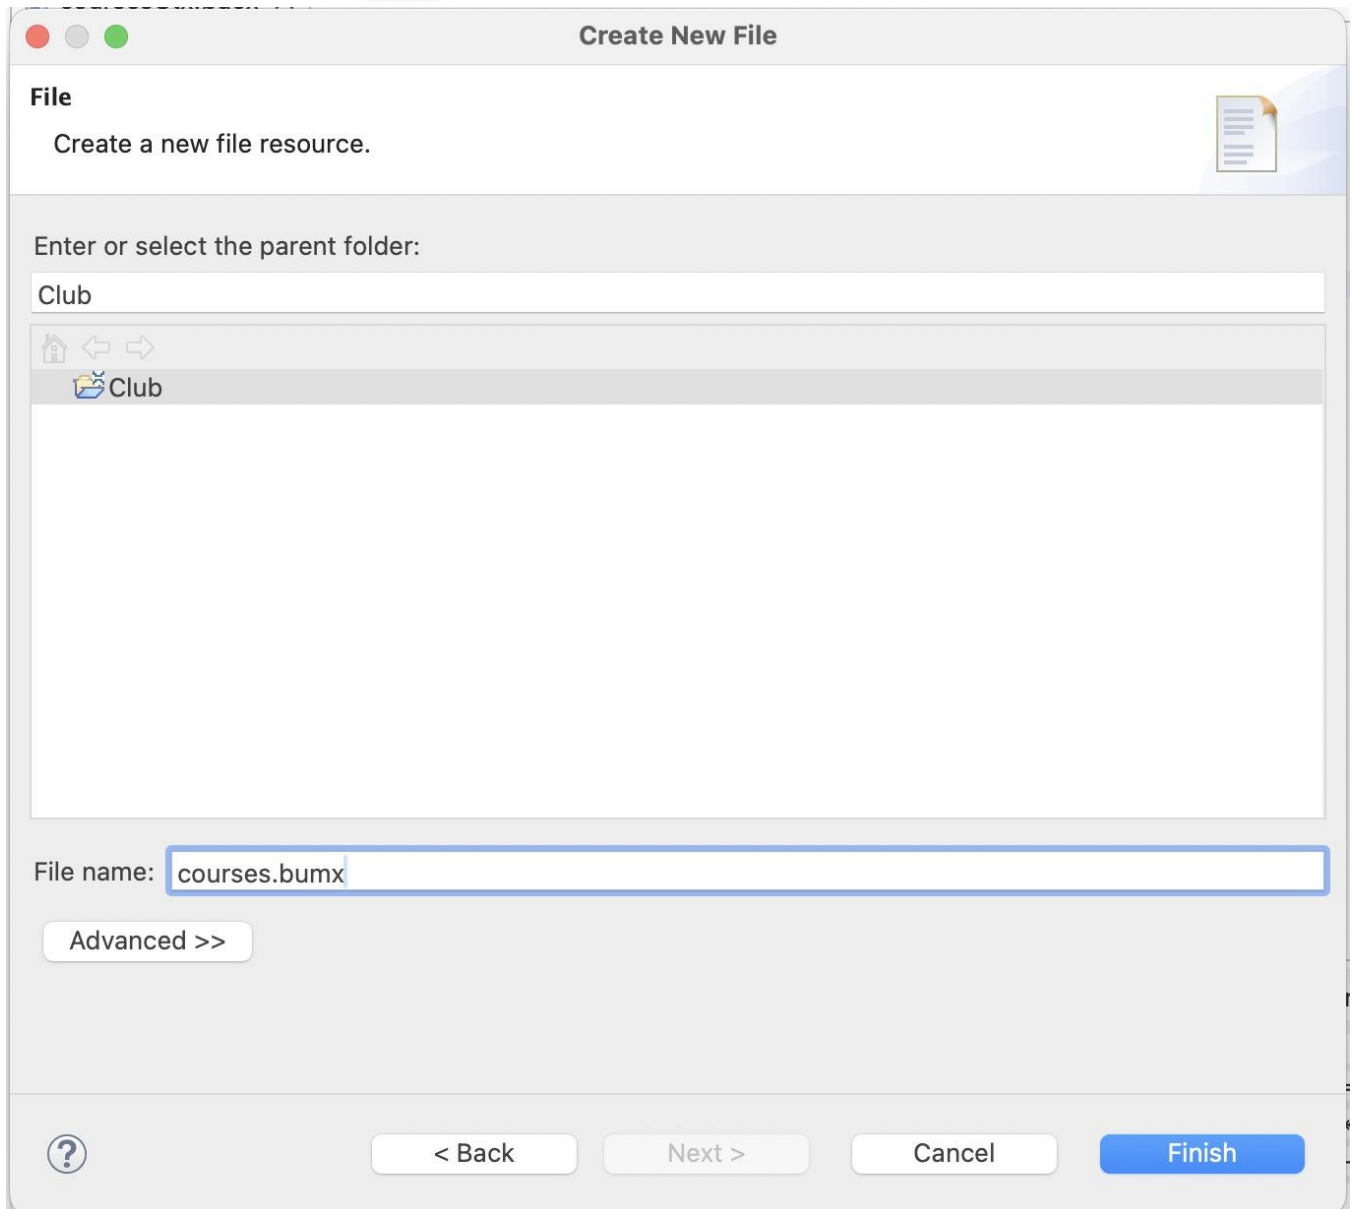 Create New File
File
Create a new file resource.
Enter or select the parent folder:
Club
Club
File name: courses.bumx
Advanced >>
?
< Back Next > Cancel Finish